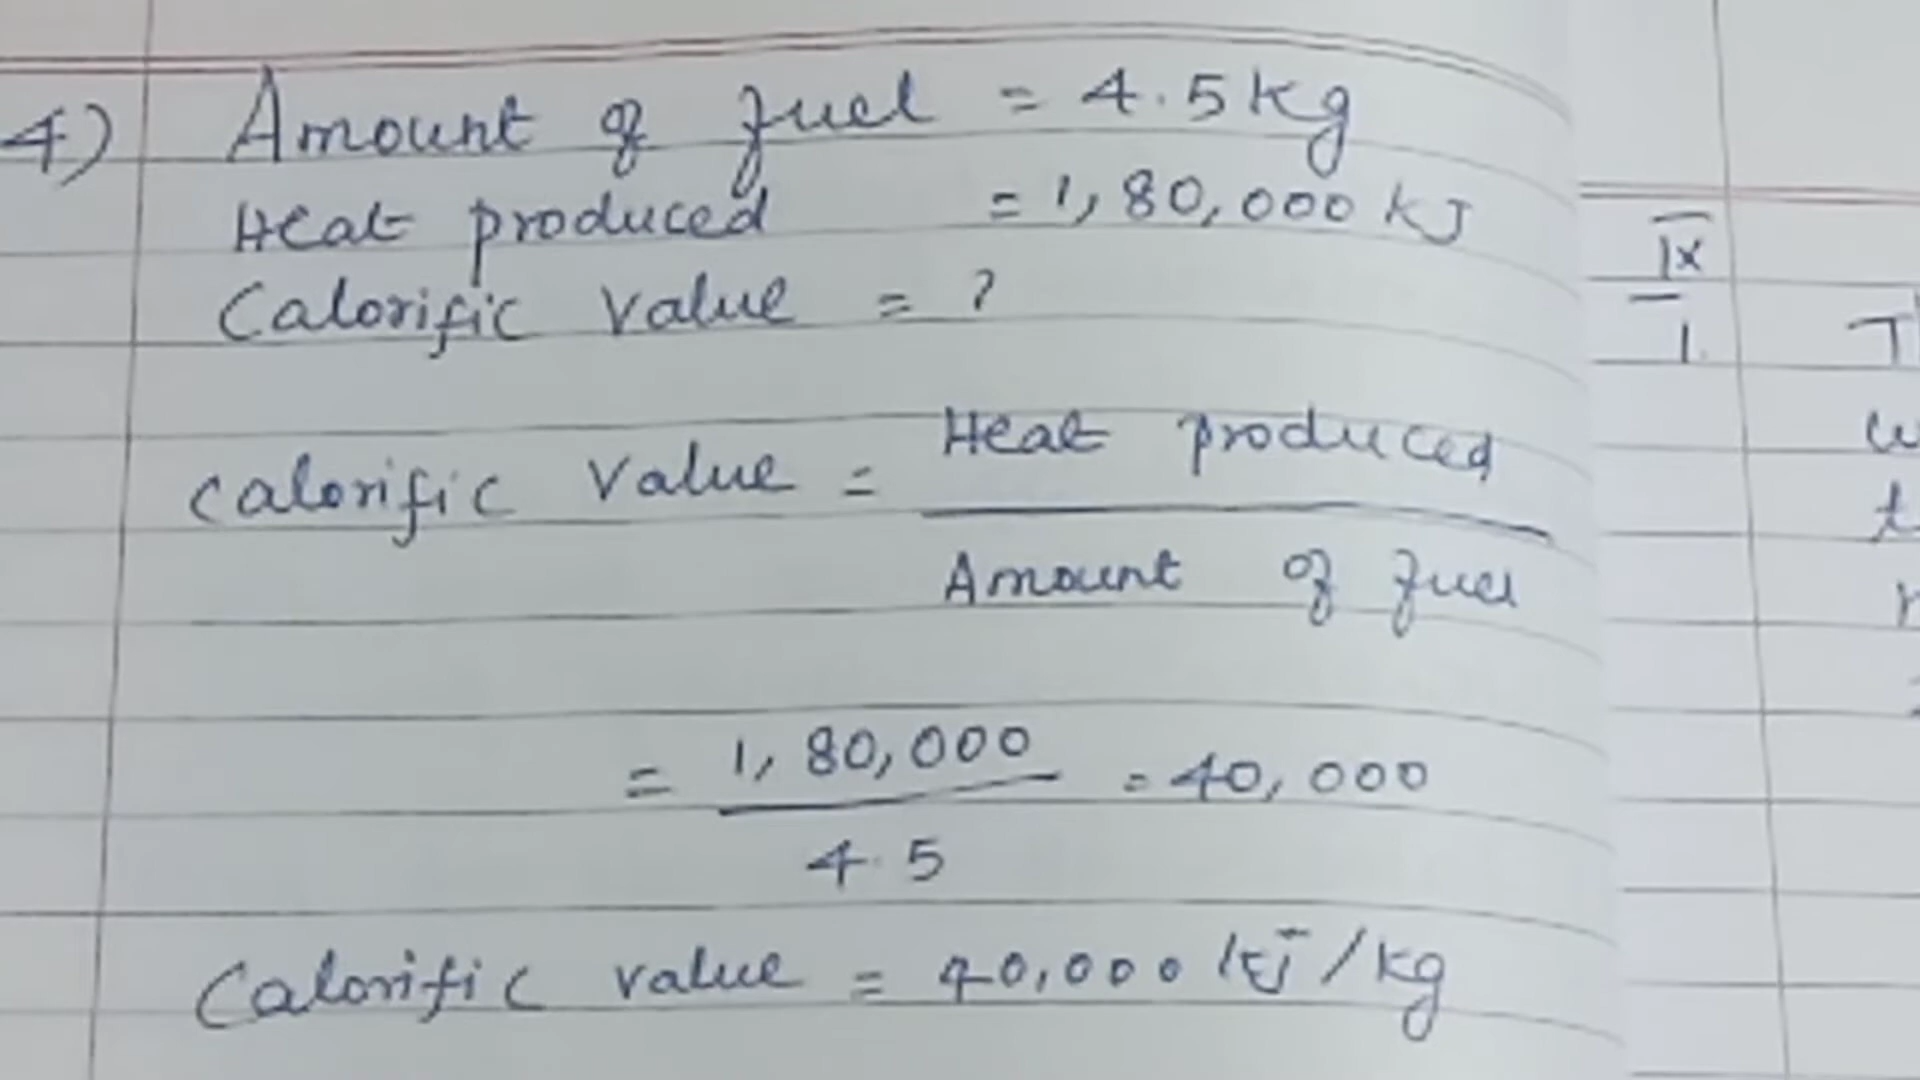 4) Amount of fuel = 4.5 kg
Heat produced = 1,80,000 kJ
Calorific Value = ?
Calorific Value = Heat produced
Amount of fuel
= 1,80,000 = 40,000
4.5
Calorific value = 40,000 kJ/kg
IX
1.